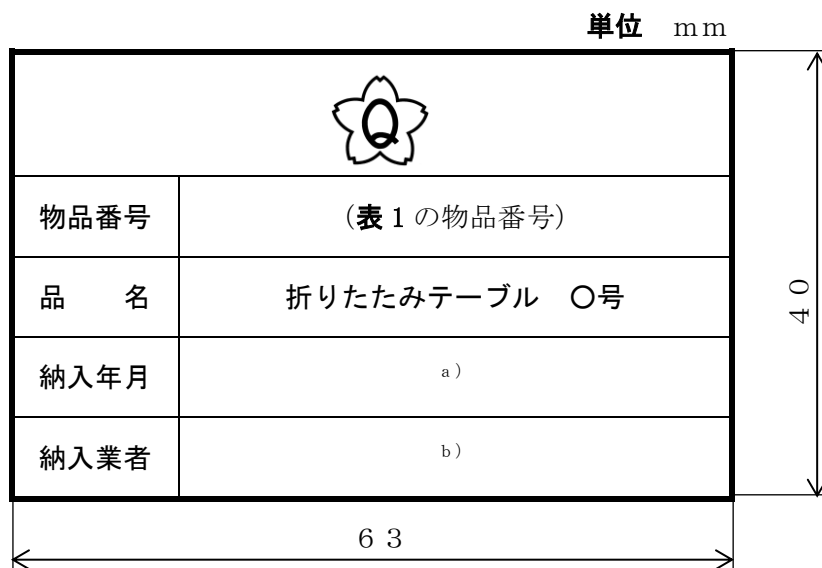 単位　ｍｍ
Q
物品番号　（表１の物品番号）
品　　名　折りたたみテーブル　○号
納入年月　a）
納入業者　b）
４０
６３